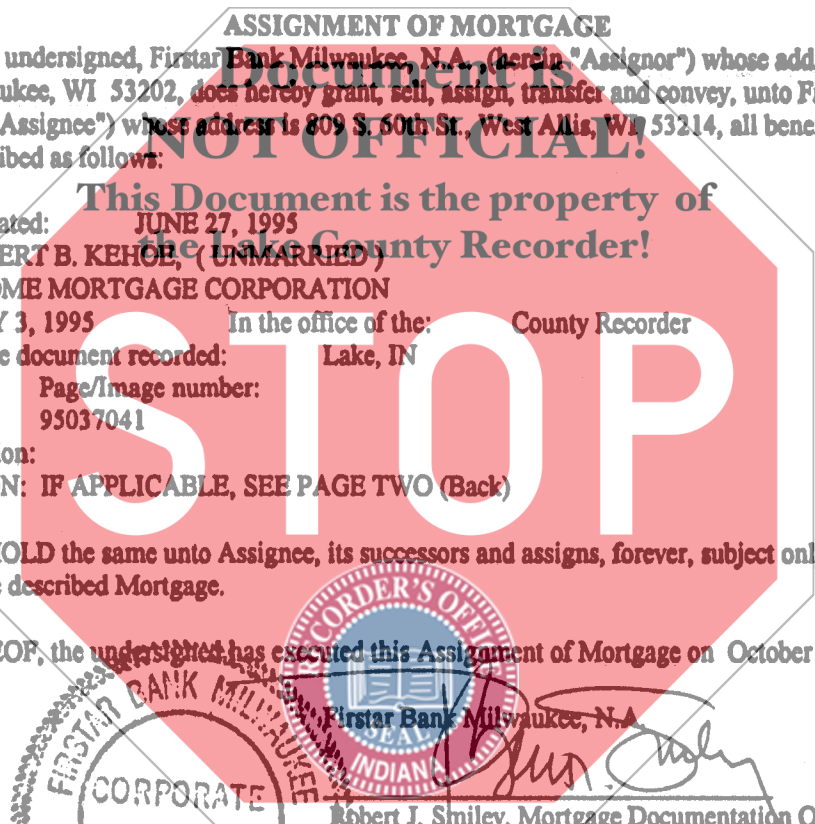 ASSIGNMENT OF MORTGAGE
undersigned, Firstar Bank Milwaukee, N.A., (herein "Assignor") whose add
ukee, WI 53202, does hereby grant, sell, assign, transfer and convey, unto F
Assignee") whose address is 809 S. 60th St., West Allis, WI 53214, all bene
ibed as follows:
Document is
NOT OFFICIAL!
This Document is the property of
the Lake County Recorder!
ated: JUNE 27, 1995
ERT B. KEHOE, ( UNMARRIED )
OME MORTGAGE CORPORATION
Y 3, 1995 In the office of the: County Recorder
e document recorded: Lake, IN
Page/Image number:
95037041
on:
N: IF APPLICABLE, SEE PAGE TWO (Back)
STOP
OLD the same unto Assignee, its successors and assigns, forever, subject onl
e described Mortgage.
EOF, the undersigned has executed this Assignment of Mortgage on October
RECORDER'S OFFICE
SEAL
INDIANA
FIRSTAR BANK MILWAUKEE
CORPORATE
Firstar Bank Milwaukee, N.A.
Robert J. Smiley, Mortgage Documentation O